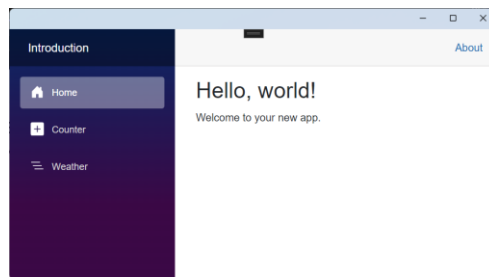 Introduction
About
Home
Hello, world!
Welcome to your new app.
Counter
Weather